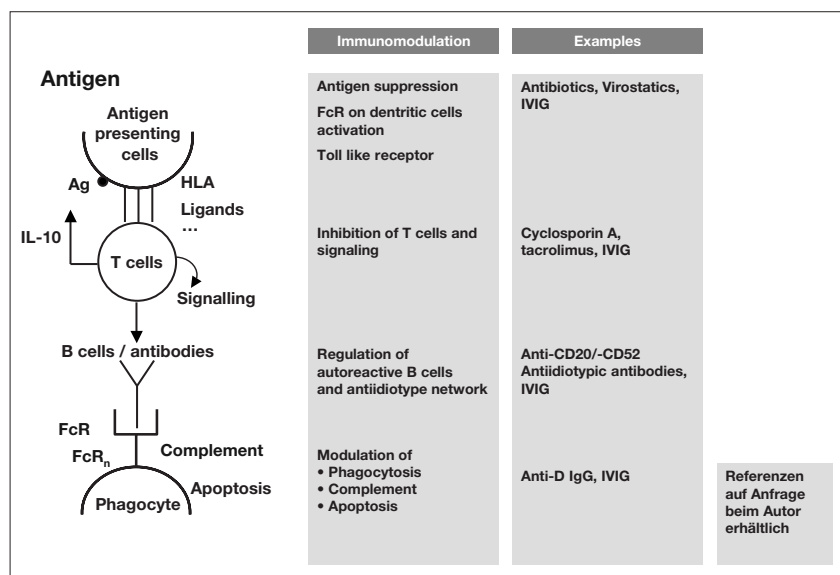 Immunomodulation
Examples
Antigen
Antigen
presenting
cells
Ag
HLA
Ligands
...
IL-10
T cells
Signalling
B cells / antibodies
FcR
FcRn
Complement
Apoptosis
Phagocyte
Antigen suppression
FcR on dentritic cells
activation
Toll like receptor
Antibiotics, Virostatics,
IVIG
Inhibition of T cells and
signaling
Cyclosporin A,
tacrolimus, IVIG
Regulation of
autoreactive B cells
and antiidiotype network
Anti-CD20/-CD52
Antiidiotypic antibodies,
IVIG
Modulation of
• Phagocytosis
• Complement
• Apoptosis
Anti-D IgG, IVIG
Referenzen
auf Anfrage
beim Autor
erhältlich